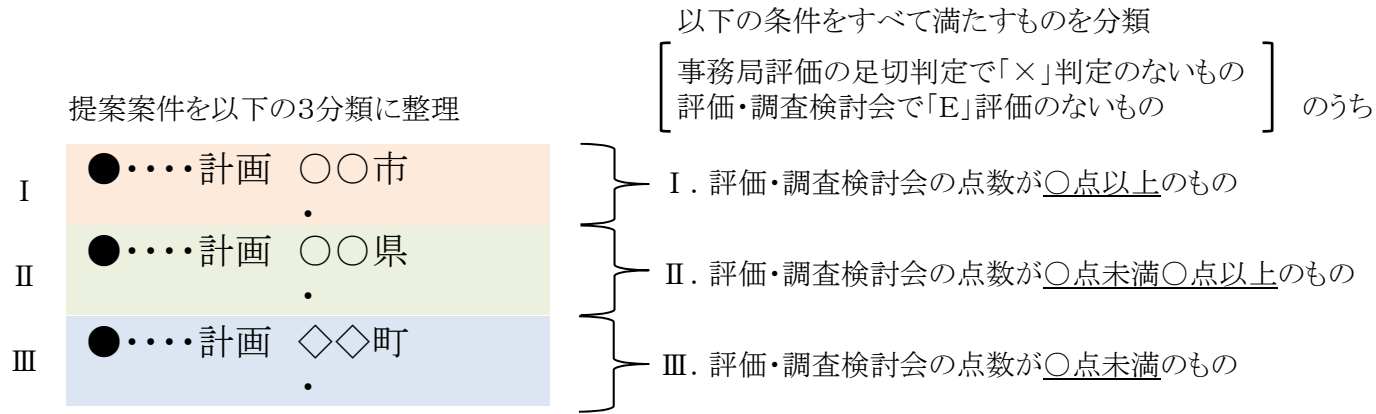 以下の条件をすべて満たすものを分類
事務局評価の足切判定で「×」判定のないもの
評価・調査検討会で「E」評価のないもの
のうち
提案案件を以下の3分類に整理
Ⅰ
●・・・・計画 ○○市
・
Ⅰ. 評価・調査検討会の点数が○点以上のもの
Ⅱ
●・・・・計画 ○○県
・
Ⅱ. 評価・調査検討会の点数が○点未満○点以上のもの
Ⅲ
●・・・・計画 ◇◇町
・
Ⅲ. 評価・調査検討会の点数が○点未満のもの